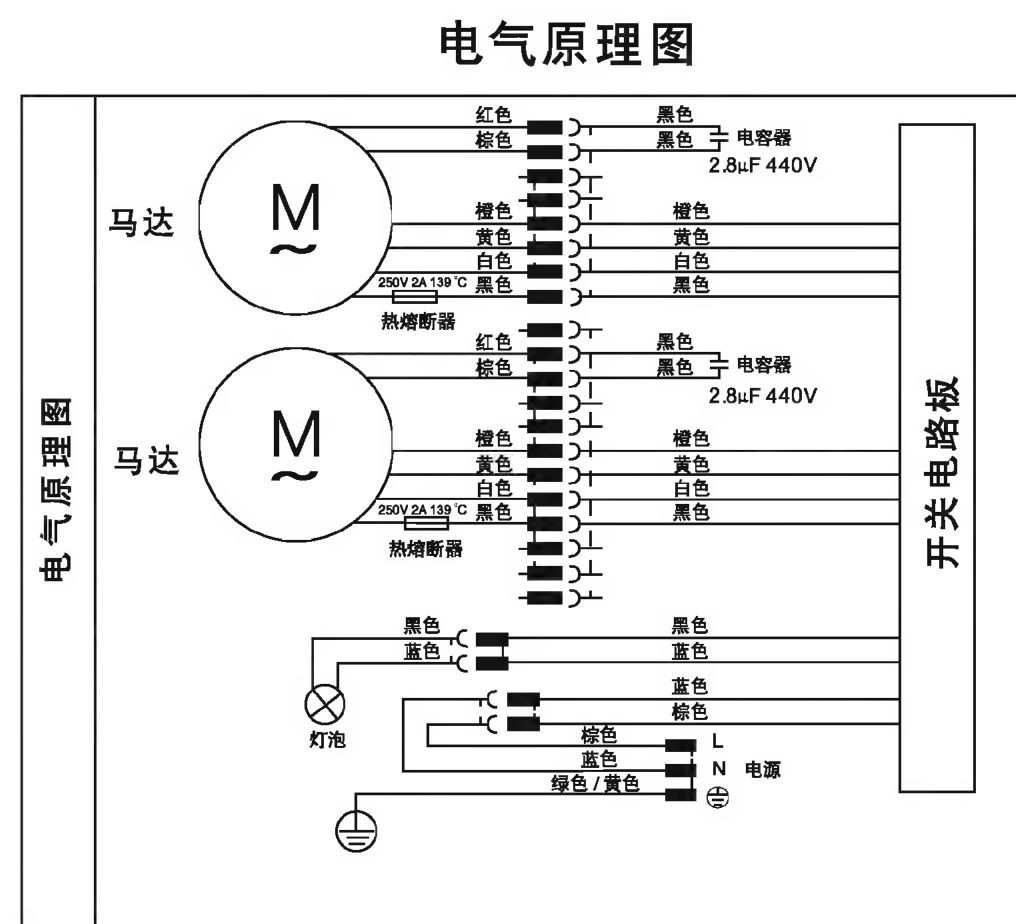 电气原理图
电气原理图
马达
M
~
红色
棕色
橙色
黄色
白色
250V 2A 139℃
黑色
热熔断器
黑色
黑色
电容器
2.8μF 440V
橙色
黄色
白色
黑色
马达
M
~
红色
棕色
橙色
黄色
白色
250V 2A 139℃
黑色
热熔断器
黑色
黑色
电容器
2.8μF 440V
橙色
黄色
白色
黑色
开关电路板
黑色
蓝色
黑色
蓝色
灯泡
蓝色
棕色
棕色
L
蓝色
N
电源
绿色 / 黄色